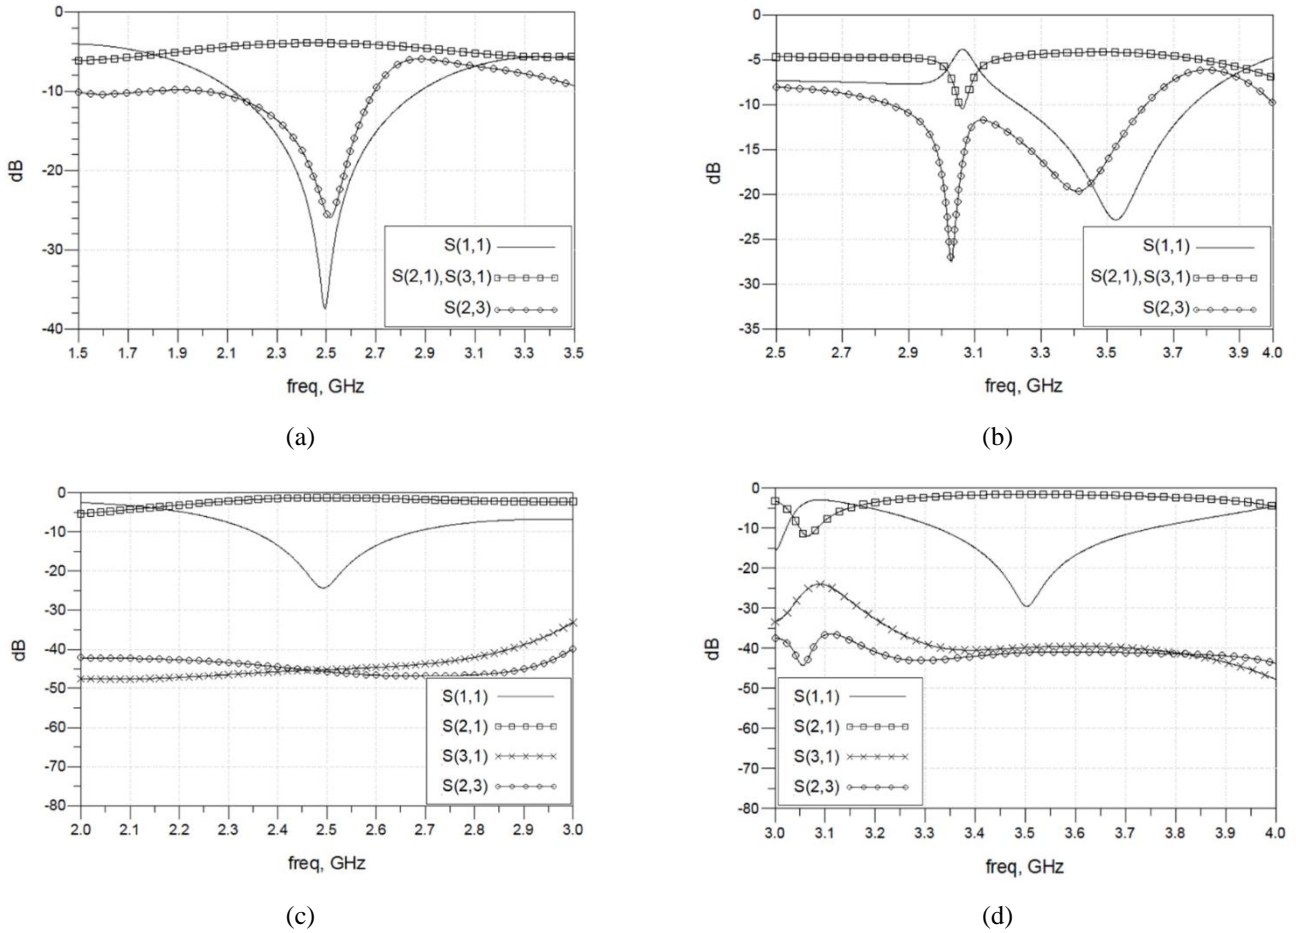 0
-10
-20
-30
-40
dB
1.5 1.7 1.9 2.1 2.3 2.5 2.7 2.9 3.1 3.3 3.5
freq, GHz
S(1,1)
S(2,1),S(3,1)
S(2,3)
(a)
0
-5
-10
-15
-20
-25
-30
-35
dB
2.5 2.7 2.9 3.1 3.3 3.5 3.7 3.9 4.0
freq, GHz
S(1,1)
S(2,1),S(3,1)
S(2,3)
(b)
0
-10
-20
-30
-40
-50
-60
-70
-80
dB
2.0 2.1 2.2 2.3 2.4 2.5 2.6 2.7 2.8 2.9 3.0
freq, GHz
S(1,1)
S(2,1)
S(3,1)
S(2,3)
(c)
0
-10
-20
-30
-40
-50
-60
-70
-80
dB
3.0 3.1 3.2 3.3 3.4 3.5 3.6 3.7 3.8 3.9 4.0
freq, GHz
S(1,1)
S(2,1)
S(3,1)
S(2,3)
(d)